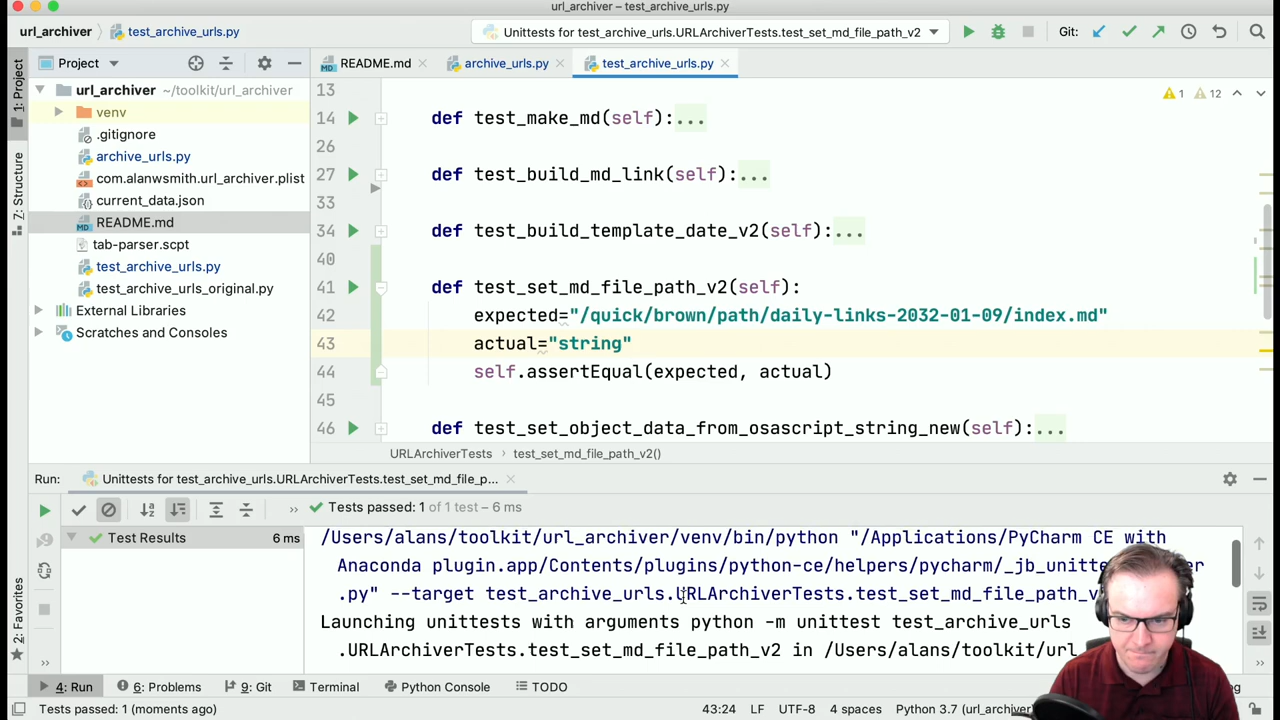 url_archiver – test_archive_urls.py
url_archiver
test_archive_urls.py
Unittests for test_archive_urls.URLArchiverTests.test_set_md_file_path_v2
Git:
1: Project
7: Structure
2: Favorites
Project
url_archiver ~/toolkit/url_archiver
venv
.gitignore
archive_urls.py
com.alanwsmith.url_archiver.plist
current_data.json
README.md
tab-parser.scpt
test_archive_urls.py
test_archive_urls_original.py
External Libraries
Scratches and Consoles
README.md
archive_urls.py
test_archive_urls.py
1 12
13
14 def test_make_md(self):...
26
27 def test_build_md_link(self):...
33
34 def test_build_template_date_v2(self):...
40
41 def test_set_md_file_path_v2(self):
42 expected="/quick/brown/path/daily-links-2032-01-09/index.md"
43 actual="string"
44 self.assertEqual(expected, actual)
45
46 def test_set_object_data_from_osascript_string_new(self):...
URLArchiverTests
test_set_md_file_path_v2()
Run:
Unittests for test_archive_urls.URLArchiverTests.test_set_md_file_p...
Tests passed: 1 of 1 test – 6 ms
Test Results 6 ms
/Users/alans/toolkit/url_archiver/venv/bin/python "/Applications/PyCharm CE with
Anaconda plugin.app/Contents/plugins/python-ce/helpers/pycharm/_jb_unitte
.py" --target test_archive_urls.URLArchiverTests.test_set_md_file_path_v
Launching unittests with arguments python -m unittest test_archive_urls
.URLArchiverTests.test_set_md_file_path_v2 in /Users/alans/toolkit/url
4: Run
6: Problems
9: Git
Terminal
Python Console
TODO
Tests passed: 1 (moments ago)
43:24
LF
UTF-8
4 spaces
Python 3.7 (url_archiver)